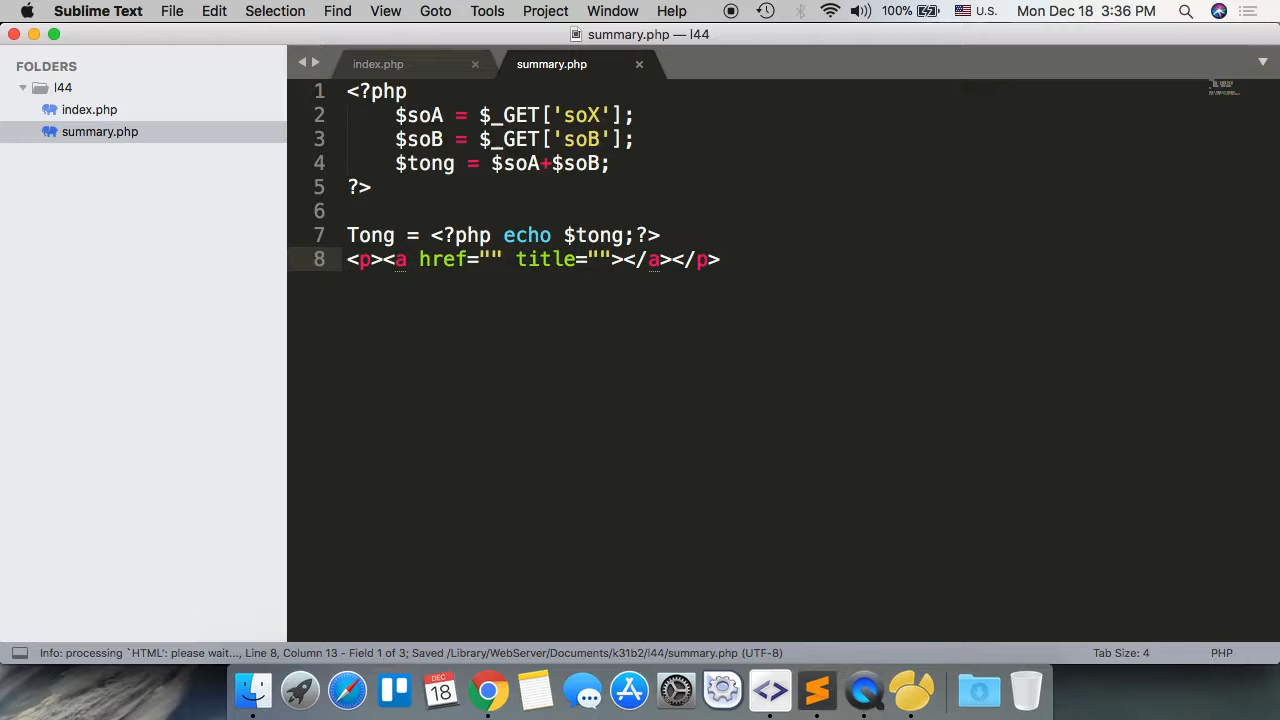 Sublime Text File Edit Selection Find View Goto Tools Project Window Help 100% U.S. Mon Dec 18 3:36 PM
summary.php — l44
FOLDERS
l44
index.php
summary.php
index.php × summary.php ×
1 <?php
2 $soA = $_GET['soX'];
3 $soB = $_GET['soB'];
4 $tong = $soA+$soB;
5 ?>
6
7 Tong = <?php echo $tong;?>
8 <p><a href="" title=""></a></p>
Info: processing `HTML': please wait..., Line 8, Column 13 - Field 1 of 3; Saved /Library/WebServer/Documents/k31b2/l44/summary.php (UTF-8) Tab Size: 4 PHP
DEC
18